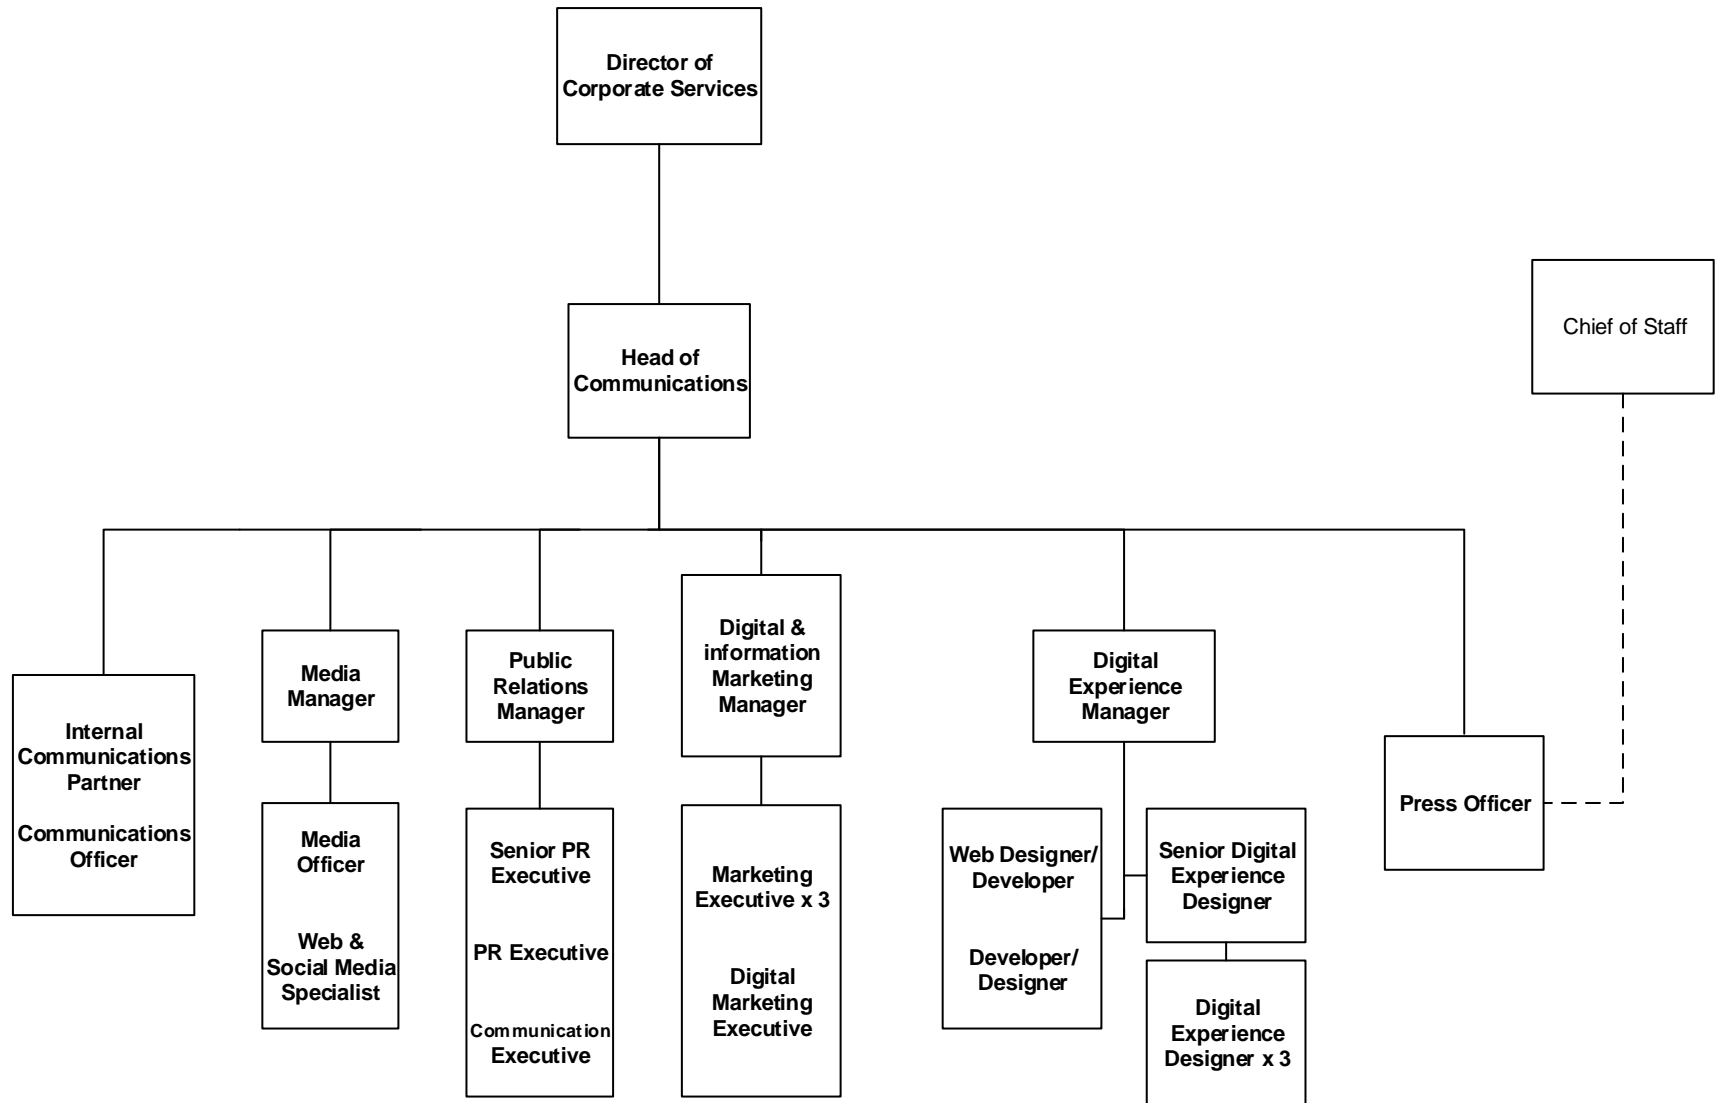 Director of
Corporate Services
Chief of Staff
Head of
Communications
Internal
Communications
Partner
Communications
Officer
Media
Manager
Media
Officer
Web &
Social Media
Specialist
Public
Relations
Manager
Senior PR
Executive
PR Executive
Communication
Executive
Digital &
information
Marketing
Manager
Marketing
Executive x 3
Digital
Marketing
Executive
Digital
Experience
Manager
Web Designer/
Developer
Developer/
Designer
Senior Digital
Experience
Designer
Digital
Experience
Designer x 3
Press Officer